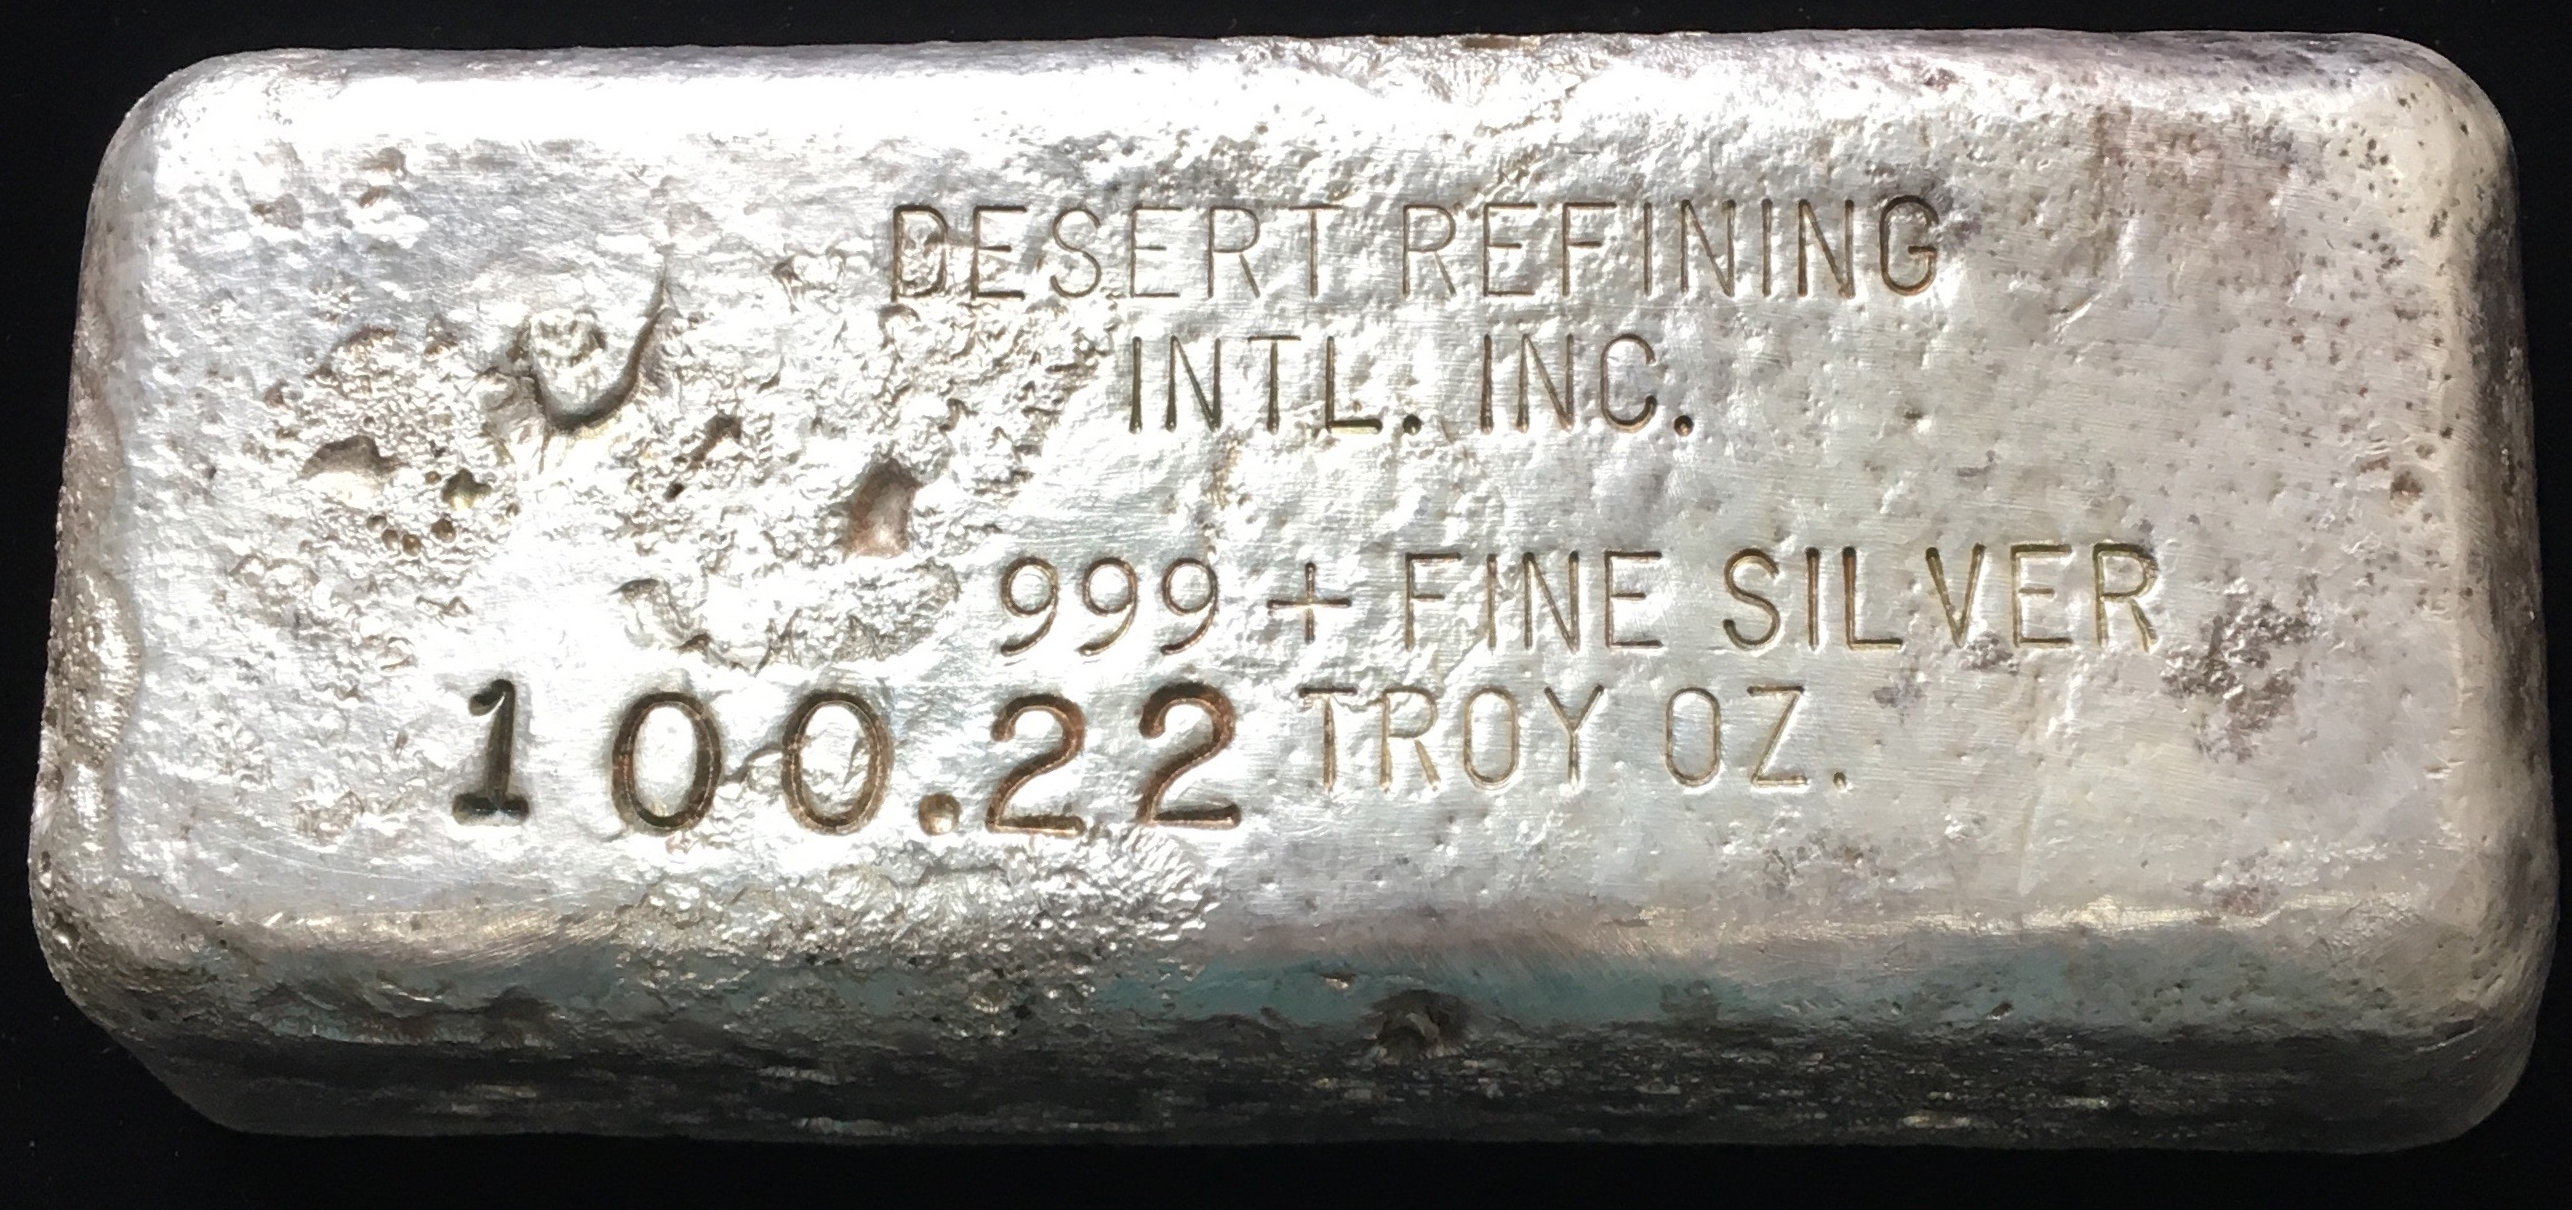 DESERT REFINING
INTL. INC.
999 + FINE SILVER
100.22 TROY OZ.